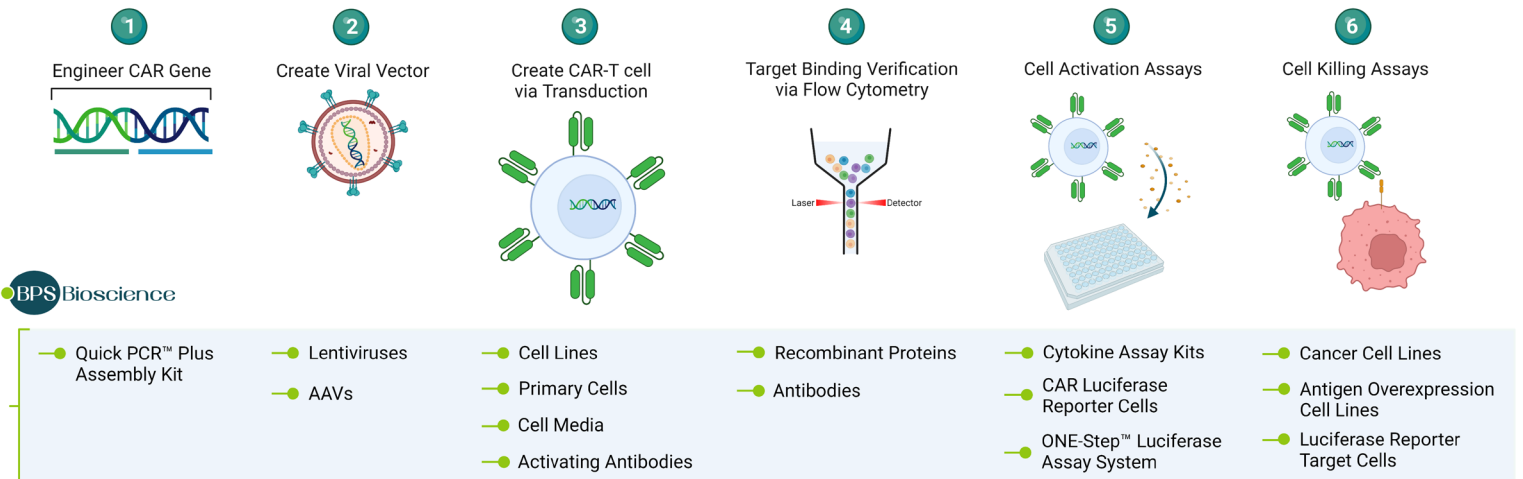 1
Engineer CAR Gene
2
Create Viral Vector
3
Create CAR-T cell
via Transduction
4
Target Binding Verification
via Flow Cytometry
Laser
Detector
5
Cell Activation Assays
6
Cell Killing Assays
BPS Bioscience
Quick PCR™ Plus
Assembly Kit
Lentiviruses
AAVs
Cell Lines
Primary Cells
Cell Media
Activating Antibodies
Recombinant Proteins
Antibodies
Cytokine Assay Kits
CAR Luciferase
Reporter Cells
ONE-Step™ Luciferase
Assay System
Cancer Cell Lines
Antigen Overexpression
Cell Lines
Luciferase Reporter
Target Cells